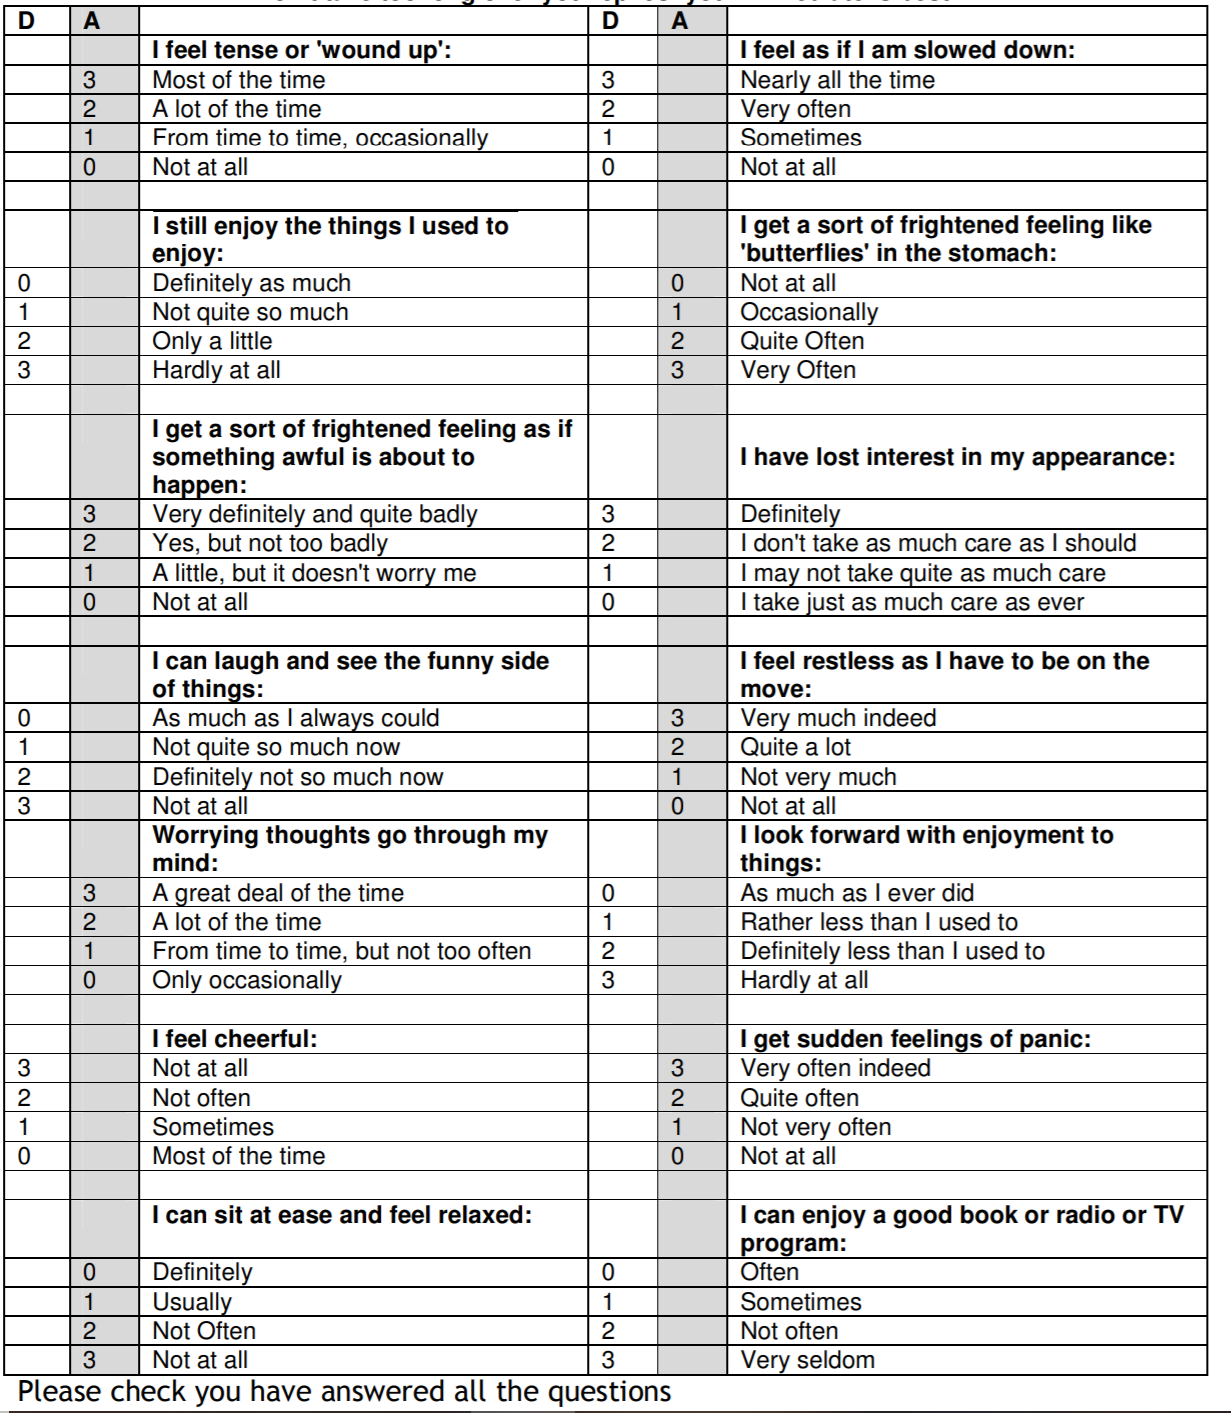 D A
I feel tense or 'wound up':
3 Most of the time
2 A lot of the time
1 From time to time, occasionally
0 Not at all
I still enjoy the things I used to
enjoy:
0 Definitely as much
1 Not quite so much
2 Only a little
3 Hardly at all
I get a sort of frightened feeling as if
something awful is about to
happen:
3 Very definitely and quite badly
2 Yes, but not too badly
1 A little, but it doesn't worry me
0 Not at all
I can laugh and see the funny side
of things:
0 As much as I always could
1 Not quite so much now
2 Definitely not so much now
3 Not at all
Worrying thoughts go through my
mind:
3 A great deal of the time
2 A lot of the time
1 From time to time, but not too often
0 Only occasionally
I feel cheerful:
3 Not at all
2 Not often
1 Sometimes
0 Most of the time
I can sit at ease and feel relaxed:
0 Definitely
1 Usually
2 Not Often
3 Not at all
D A
I feel as if I am slowed down:
3 Nearly all the time
2 Very often
1 Sometimes
0 Not at all
I get a sort of frightened feeling like
'butterflies' in the stomach:
0 Not at all
1 Occasionally
2 Quite Often
3 Very Often
I have lost interest in my appearance:
3 Definitely
2 I don't take as much care as I should
1 I may not take quite as much care
0 I take just as much care as ever
I feel restless as I have to be on the
move:
3 Very much indeed
2 Quite a lot
1 Not very much
0 Not at all
I look forward with enjoyment to
things:
0 As much as I ever did
1 Rather less than I used to
2 Definitely less than I used to
3 Hardly at all
I get sudden feelings of panic:
3 Very often indeed
2 Quite often
1 Not very often
0 Not at all
I can enjoy a good book or radio or TV
program:
0 Often
1 Sometimes
2 Not often
3 Very seldom
Please check you have answered all the questions